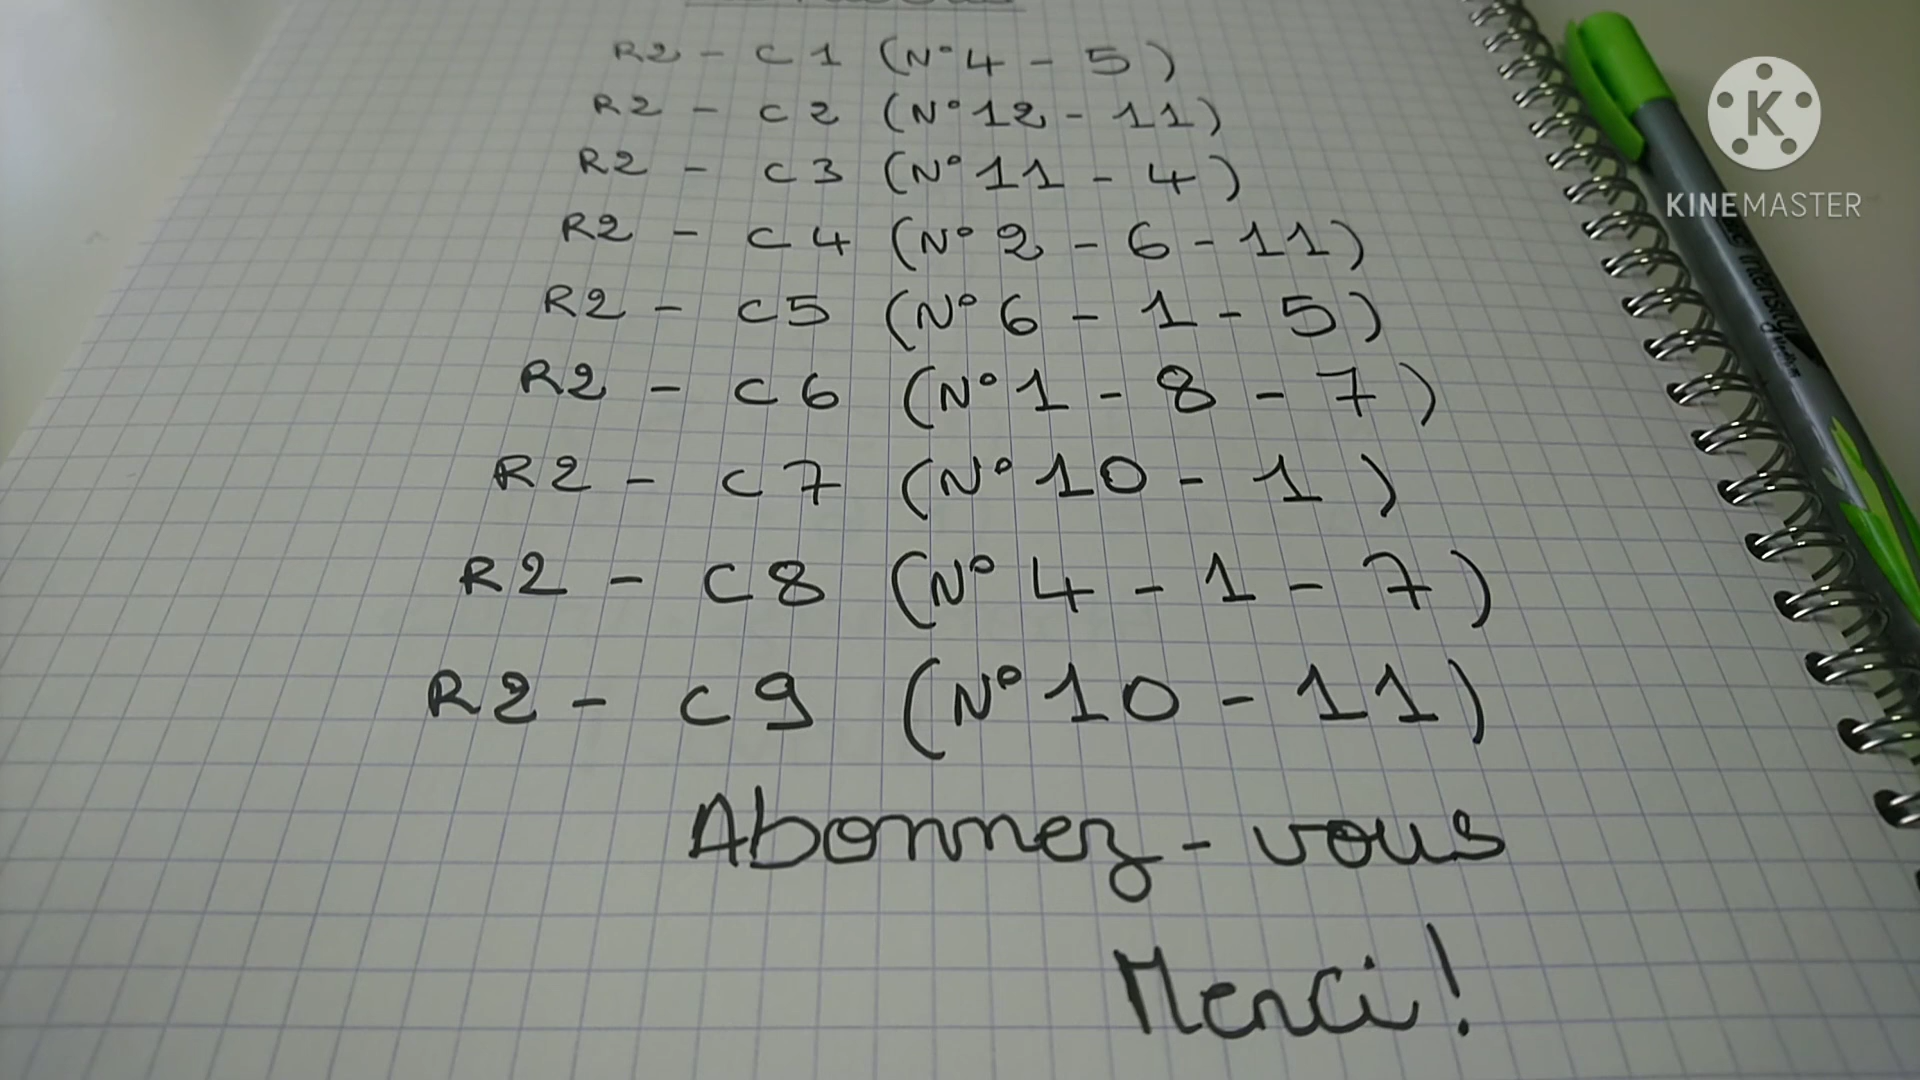 R2 - C1 (N° 4 - 5)
R2 - C2 (N° 12 - 11)
R2 - C3 (N° 11 - 4)
R2 - C4 (N° 2 - 6 - 11)
R2 - C5 (N° 6 - 1 - 5)
R2 - C6 (N° 1 - 8 - 7)
R2 - C7 (N° 10 - 1)
R2 - C8 (N° 4 - 1 - 7)
R2 - C9 (N° 10 - 11)
Abonnez-vous
Merci!
K
KINEMASTER
intensity